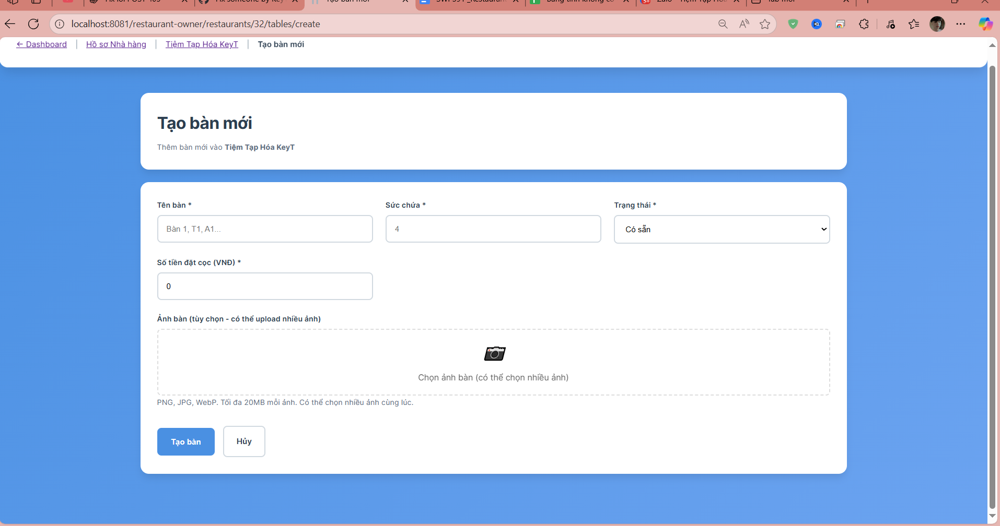 localhost:8081/restaurant-owner/restaurants/32/tables/create
← Dashboard | Hồ sơ Nhà hàng | Tiệm Tạp Hóa KeyT | Tạo bàn mới
Tạo bàn mới
Thêm bàn mới vào Tiệm Tạp Hóa KeyT
Tên bàn *
Bàn 1, T1, A1...
Sức chứa *
4
Trạng thái *
Có sẵn
Số tiền đặt cọc (VNĐ) *
0
Ảnh bàn (tùy chọn - có thể upload nhiều ảnh)
Chọn ảnh bàn (có thể chọn nhiều ảnh)
PNG, JPG, WebP. Tối đa 20MB mỗi ảnh. Có thể chọn nhiều ảnh cùng lúc.
Tạo bàn
Hủy